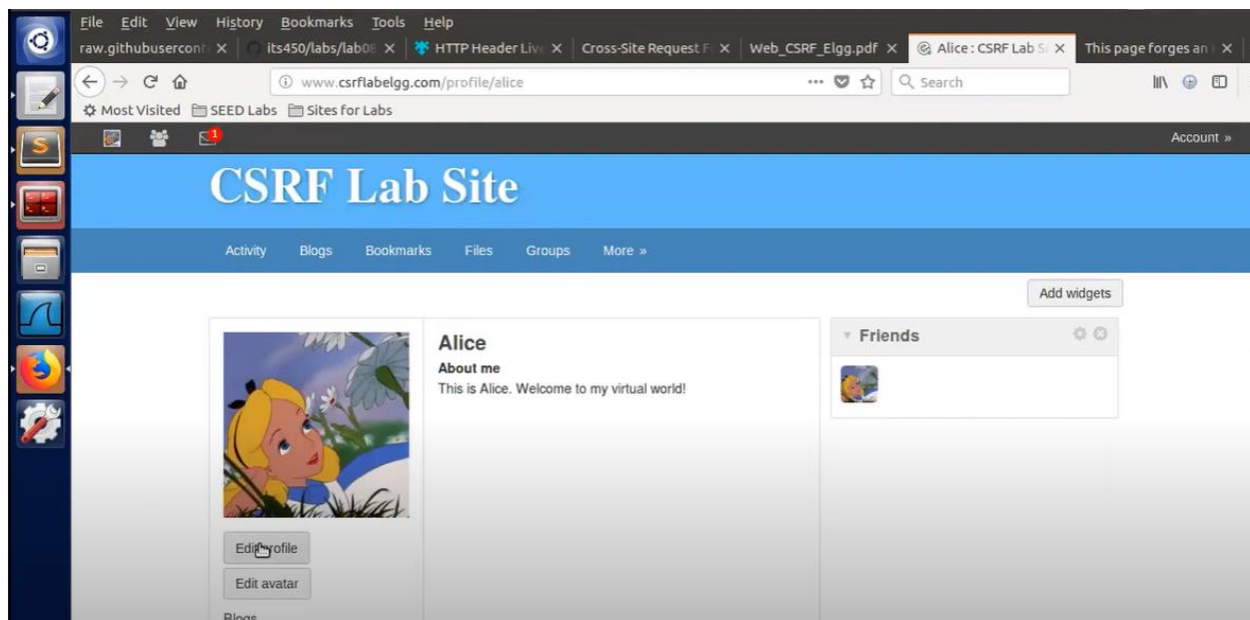 File Edit View History Bookmarks Tools Help
raw.githubusercont its450/labs/lab08 HTTP Header Live Cross-Site Request F Web_CSRF_Elgg.pdf Alice : CSRF Lab S This page forges an
www.csrflabelgg.com/profile/alice Search
Most Visited SEED Labs Sites for Labs
1 Account »
CSRF Lab Site
Activity Blogs Bookmarks Files Groups More »
Add widgets
Alice
About me
This is Alice. Welcome to my virtual world!
Friends
Edit profile
Edit avatar
Blogs